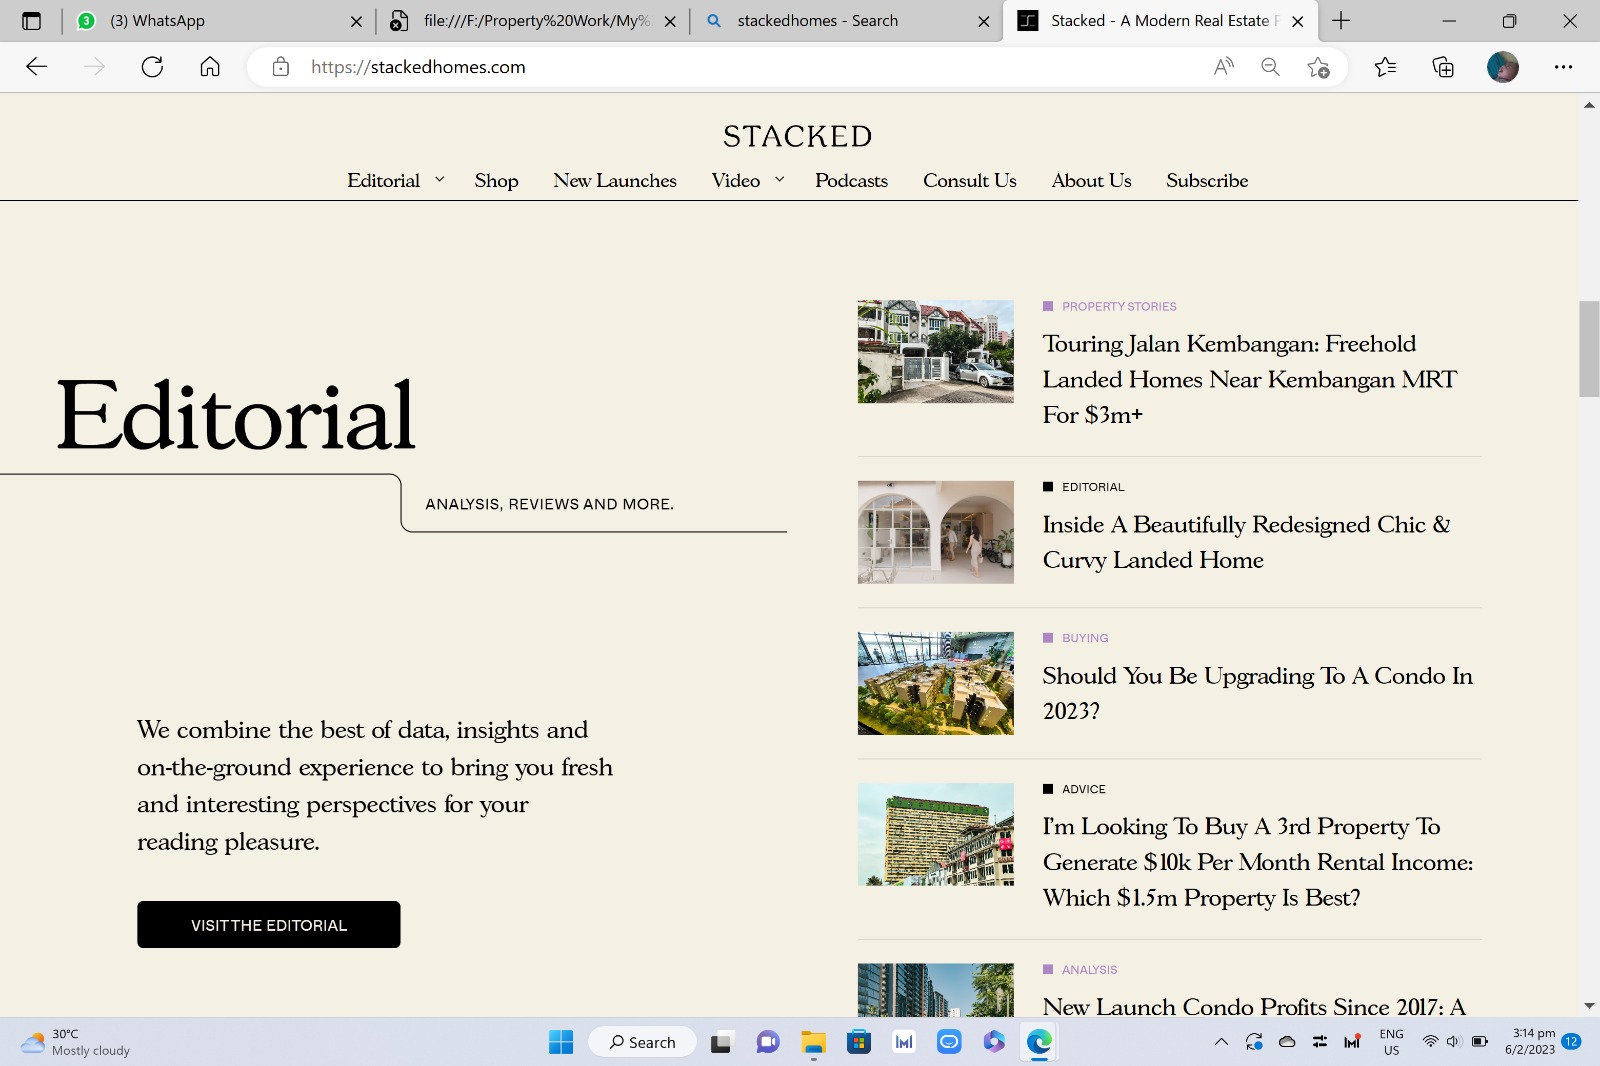 (3) WhatsApp
file:///F:/Property%20Work/My%
stackedhomes - Search
Stacked - A Modern Real Estate
https://stackedhomes.com
STACKED
Editorial Shop New Launches Video Podcasts Consult Us About Us Subscribe
Editorial
ANALYSIS, REVIEWS AND MORE.
We combine the best of data, insights and
on-the-ground experience to bring you fresh
and interesting perspectives for your
reading pleasure.
VISIT THE EDITORIAL
PROPERTY STORIES
Touring Jalan Kembangan: Freehold
Landed Homes Near Kembangan MRT
For $3m+
EDITORIAL
Inside A Beautifully Redesigned Chic &
Curvy Landed Home
BUYING
Should You Be Upgrading To A Condo In
2023?
ADVICE
I'm Looking To Buy A 3rd Property To
Generate $10k Per Month Rental Income:
Which $1.5m Property Is Best?
ANALYSIS
New Launch Condo Profits Since 2017: A
30°C
Mostly cloudy
Search
ENG
US
3:14 pm
6/2/2023
12